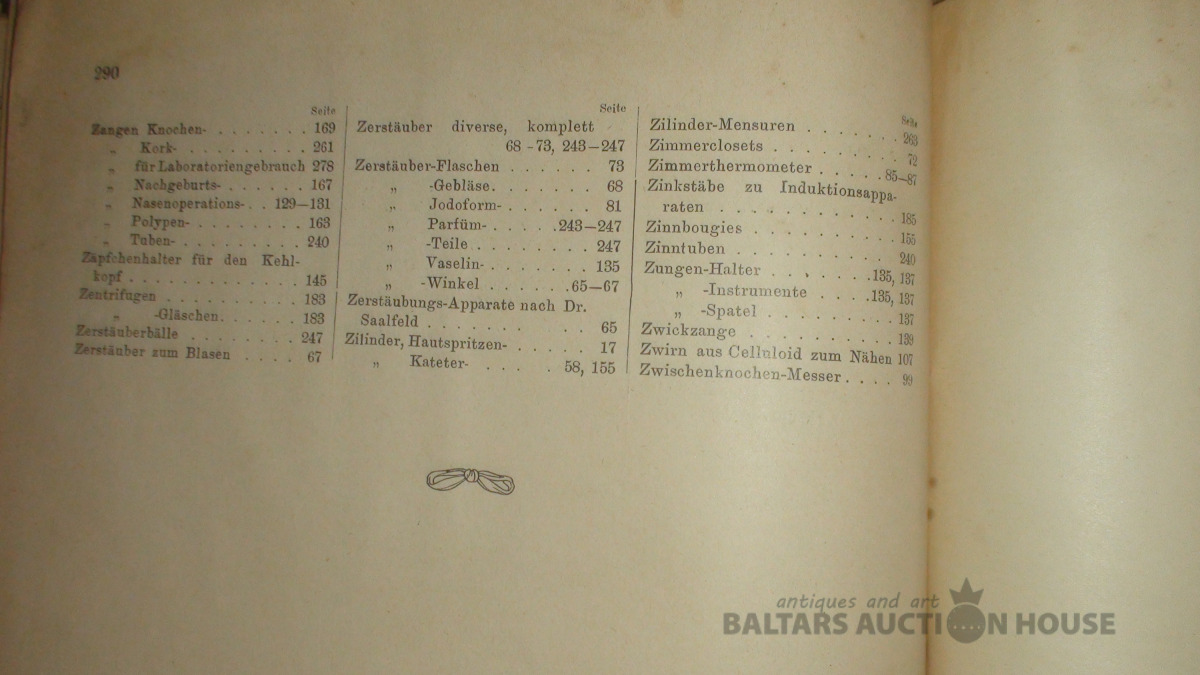 290
Seite
Zangen Knochen- . . . . . . . 169
„ Kork- . . . . . . . . . 261
„ für Laboratoriengebrauch 278
„ Nachgeburts- . . . . . . 167
„ Nasenoperations- . . 129—131
„ Polypen- . . . . . . . . 163
„ Tuben- . . . . . . . . . 240
Zäpfchenhalter für den Kehl-
kopf . . . . . . . . . . . . . 145
Zentrifugen . . . . . . . . . . 183
„ -Gläschen . . . . . . 183
Zerstäuberbälle . . . . . . . . 247
Zerstäuber zum Blasen . . . . 67
Seite
Zerstäuber diverse, komplett
68 - 73, 243—247
Zerstäuber-Flaschen . . . . . . 73
„ -Gebläse . . . . . . . 68
„ Jodoform- . . . . . . 81
„ Parfüm- . . . . . 243—247
„ -Teile . . . . . . . . 247
„ Vaselin- . . . . . . . 135
„ -Winkel . . . . . . 65—67
Zerstäubungs-Apparate nach Dr.
Saalfeld . . . . . . . . . 65
Zilinder, Hautspritzen- . . . . . 17
„ Kateter- . . . . 58, 155
Seite
Zilinder-Mensuren . . . . . . 263
Zimmerclosets . . . . . . . . . 72
Zimmerthermometer . . . . . 85—87
Zinkstäbe zu Induktionsappa-
raten . . . . . . . . . . . 185
Zinnbougies . . . . . . . . . . 155
Zinntuben . . . . . . . . . . . 240
Zungen-Halter . . . . . . 135, 137
„ -Instrumente . . . . 135, 137
„ -Spatel . . . . . . . . 137
Zwickzange . . . . . . . . . . 139
Zwirn aus Celluloid zum Nähen 107
Zwischenknochen-Messer . . . . 99
antiques and art
BALTARS AUCTION HOUSE